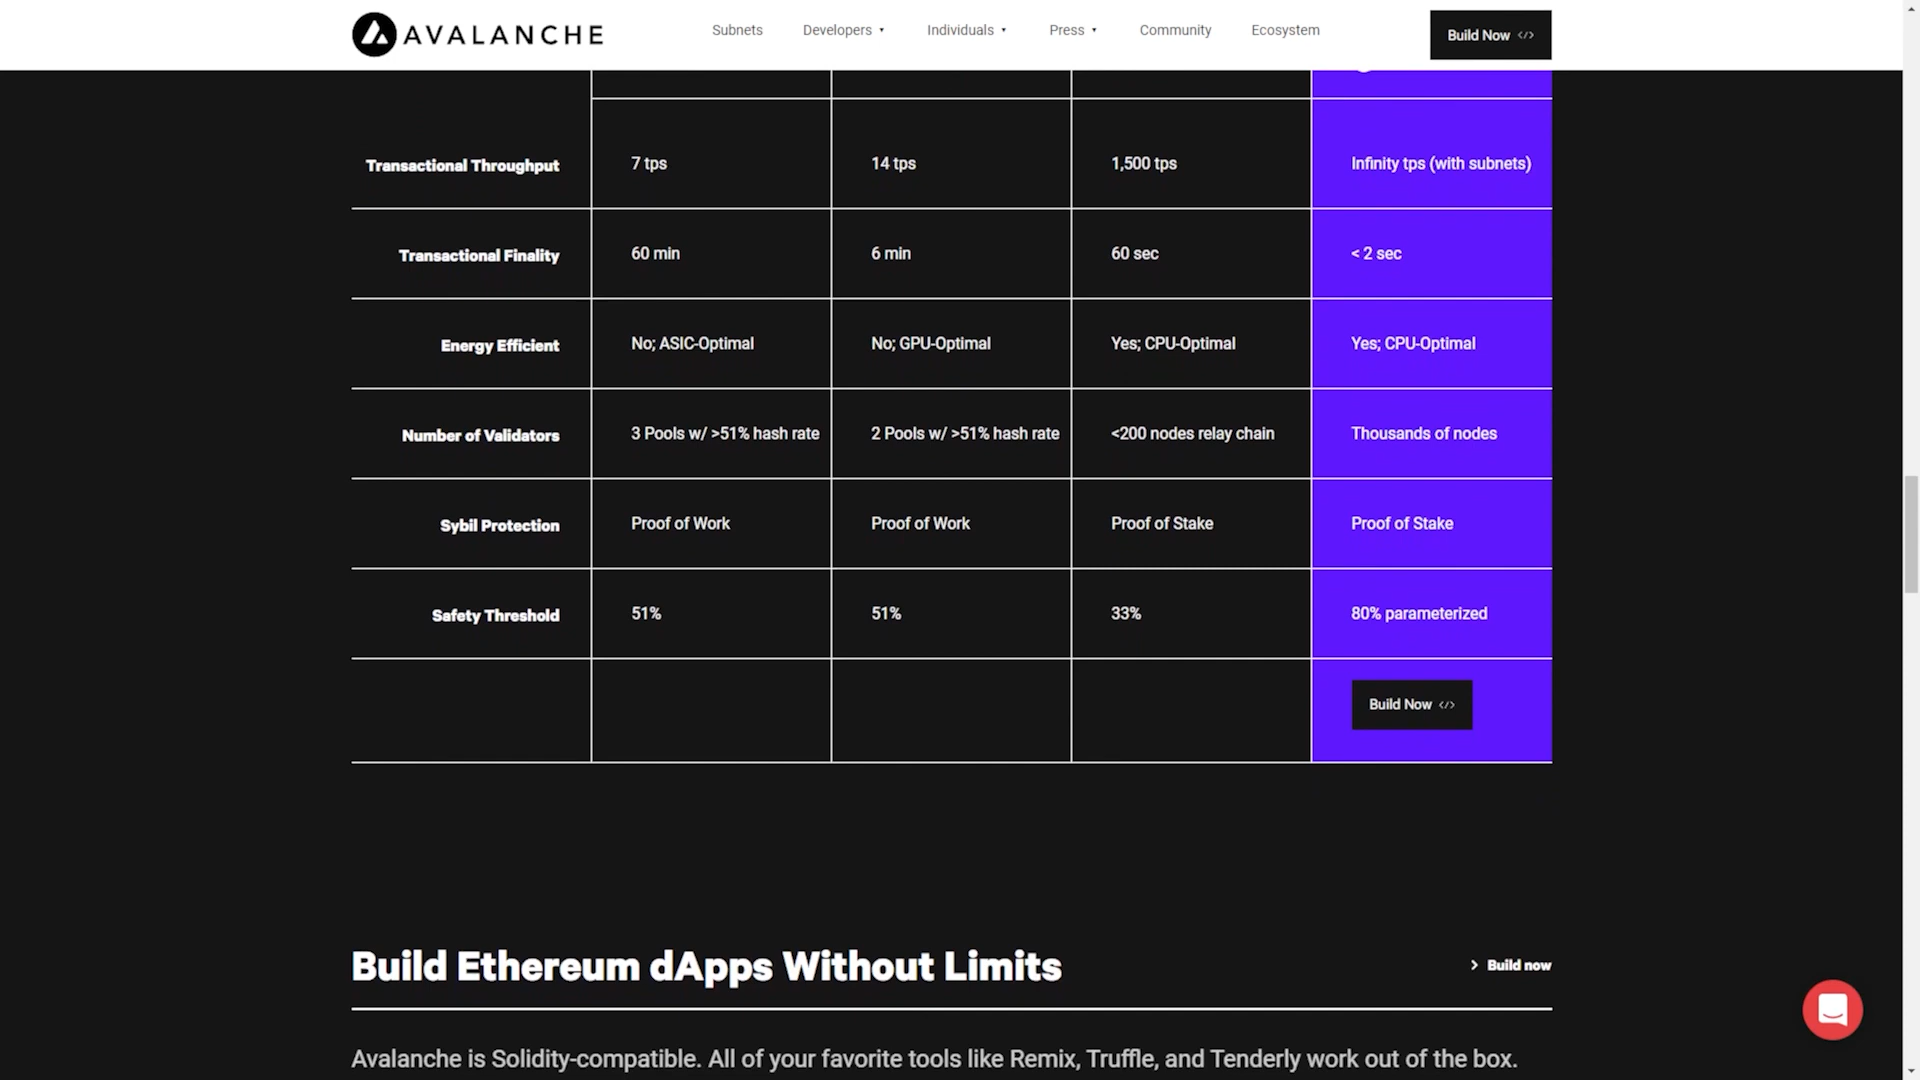 AVALANCHE
Subnets Developers Individuals Press Community Ecosystem Build Now </>
Transactional Throughput 7 tps 14 tps 1,500 tps Infinity tps (with subnets)
Transactional Finality 60 min 6 min 60 sec < 2 sec
Energy Efficient No; ASIC-Optimal No; GPU-Optimal Yes; CPU-Optimal Yes; CPU-Optimal
Number of Validators 3 Pools w/ >51% hash rate 2 Pools w/ >51% hash rate <200 nodes relay chain Thousands of nodes
Sybil Protection Proof of Work Proof of Work Proof of Stake Proof of Stake
Safety Threshold 51% 51% 33% 80% parameterized
Build Now </>
Build Ethereum dApps Without Limits > Build now
Avalanche is Solidity-compatible. All of your favorite tools like Remix, Truffle, and Tenderly work out of the box.